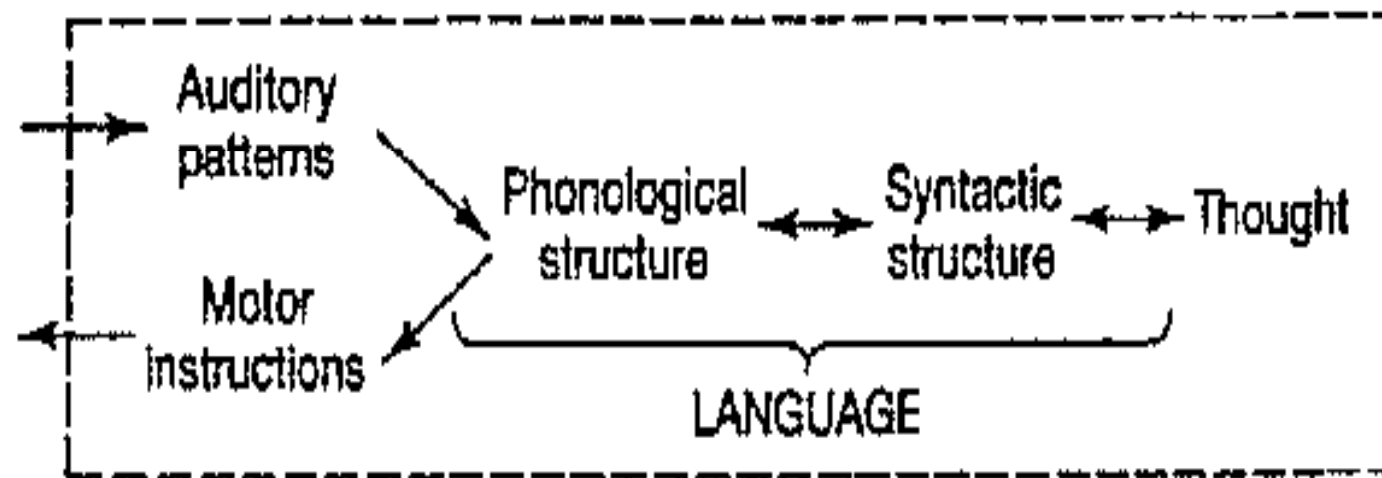 Auditory
patterns
Phonological
structure
Syntactic
structure
Thought
Motor
instructions
LANGUAGE